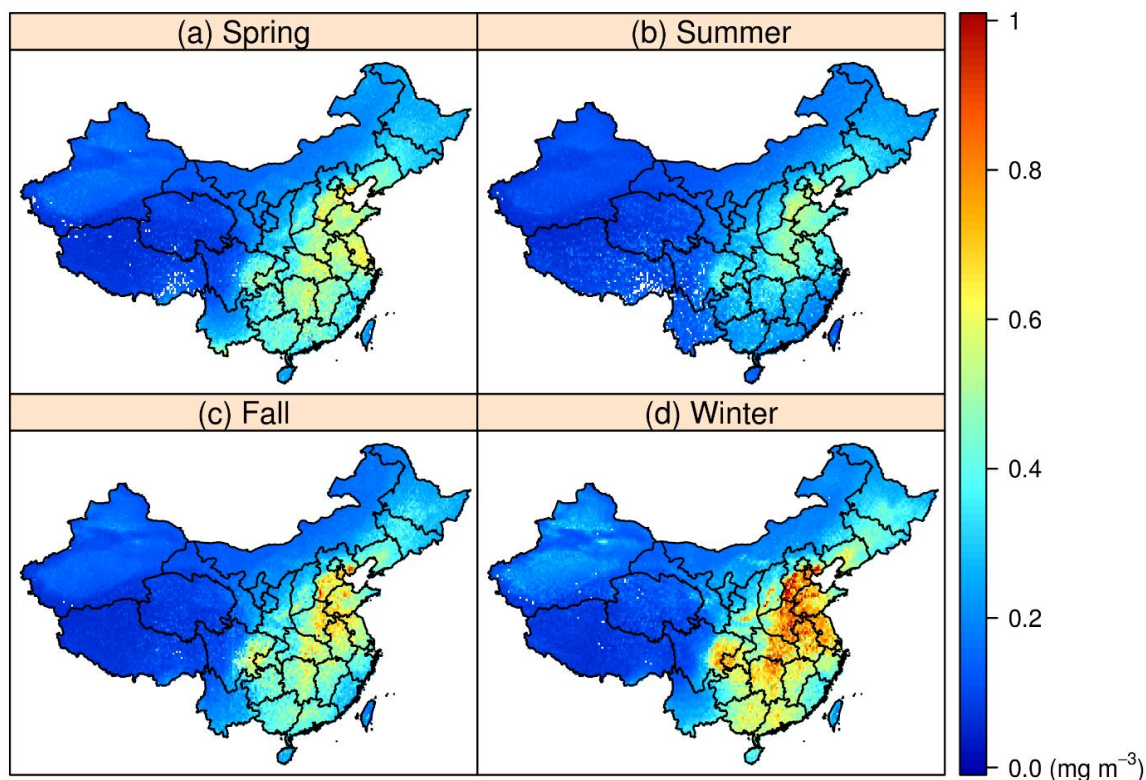 (a) Spring
(b) Summer
(c) Fall
(d) Winter
1
0.8
0.6
0.4
0.2
0.0 (mg m⁻³)